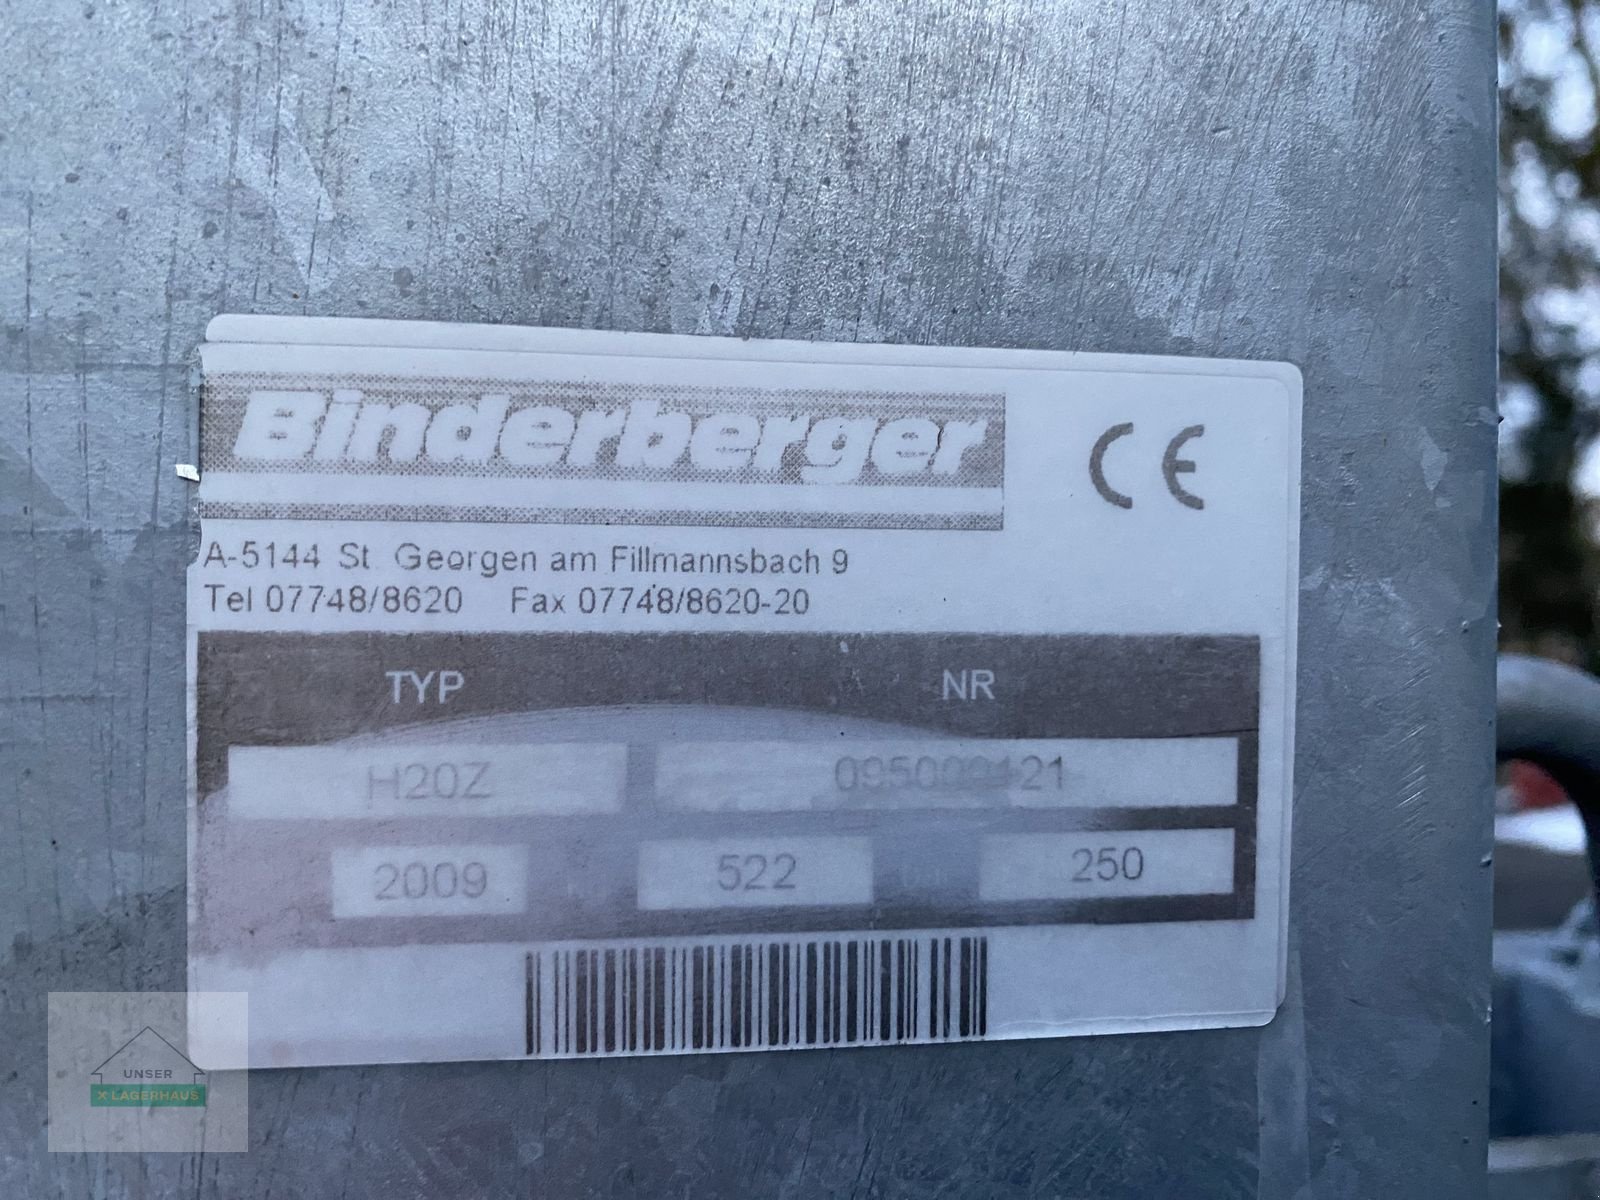 Binderberger
CE
A-5144 St. Georgen am Fillmannsbach 9
Tel 07748/8620 Fax 07748/8620-20
TYP NR
H20Z
2009 522 250
UNSER
X LAGERHAUS